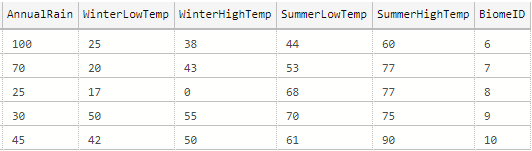 AnnualRain WinterLowTemp WinterHighTemp SummerLowTemp SummerHighTemp BiomeID
100 25 38 44 60 6
70 20 43 53 77 7
25 17 0 68 77 8
30 50 55 70 75 9
45 42 50 61 90 10